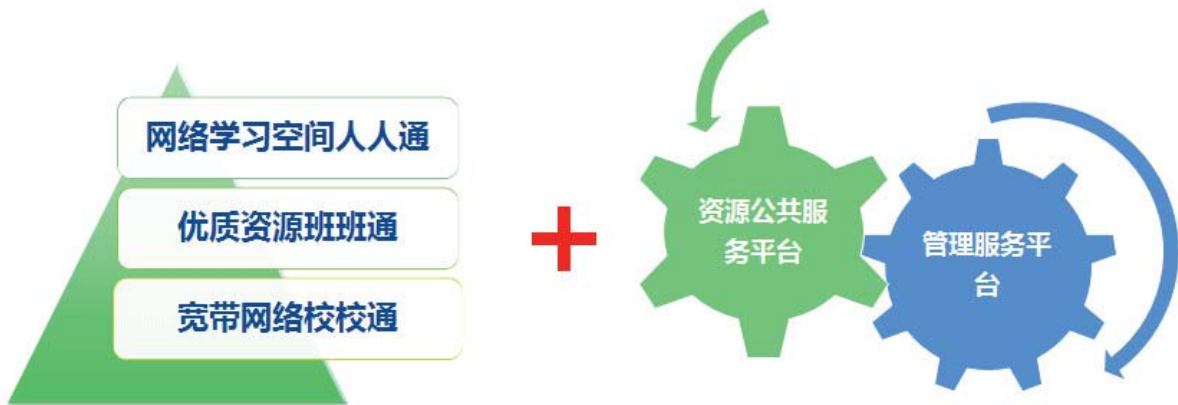 网络学习空间人人通
优质资源班班通
宽带网络校校通
资源公共服
务平台
管理服务平
台